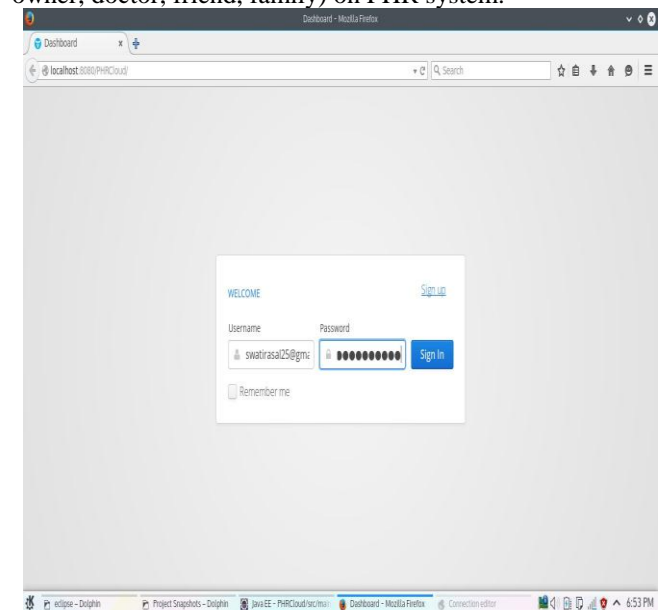 owner, doctor, friend, family) on PHR system.
Dashboard - Mozilla Firefox
Dashboard
localhost:8080/PHRCloud/
Search
WELCOME
Sign up
Username Password
swatirasal25@gma
Sign In
Remember me
eclipse - Dolphin Project Snapshots - Dolphin Java EE - PHRCloud/src/mai Dashboard - Mozilla Firefox Connection editor 6:53 PM